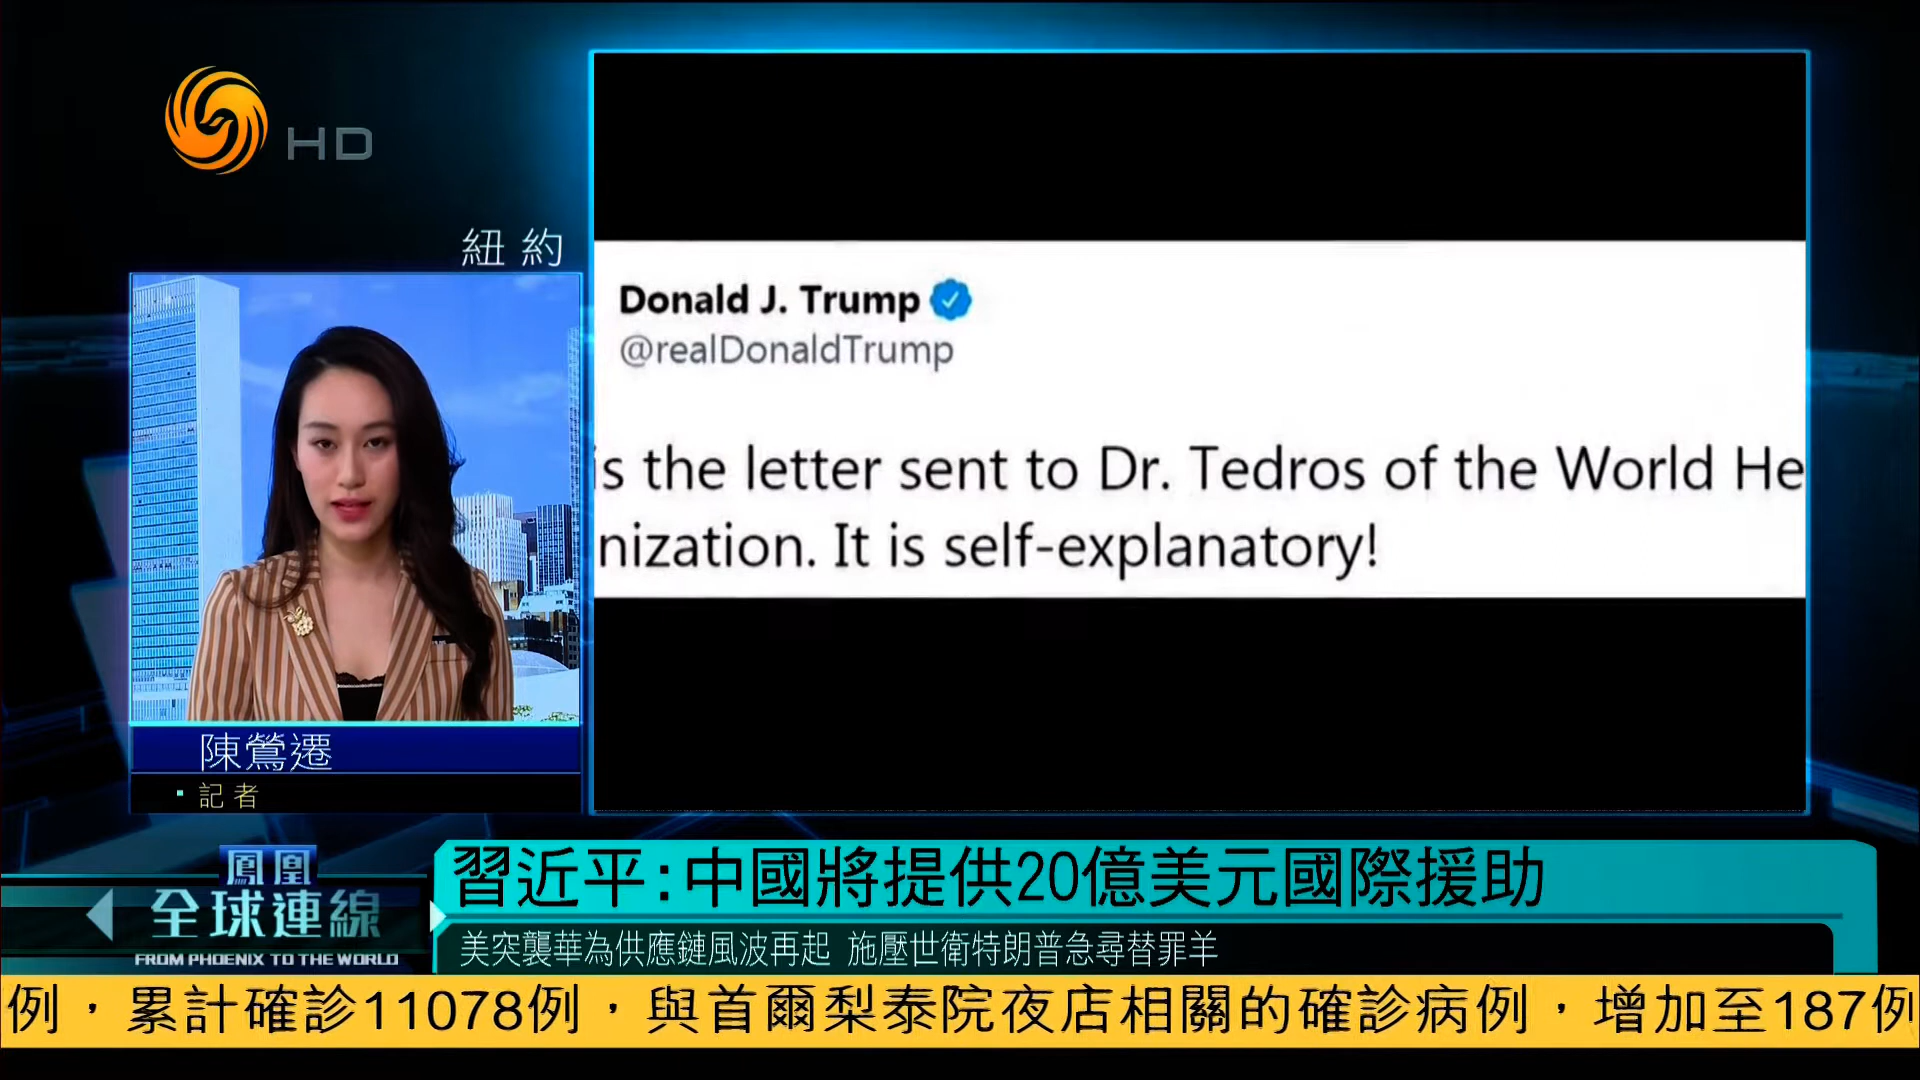 HD
紐約
Donald J. Trump
@realDonaldTrump
is the letter sent to Dr. Tedros of the World He
nization. It is self-explanatory!
陳鶯遷
記者
鳳凰
全球連線
FROM PHOENIX TO THE WORLD
習近平:中國將提供20億美元國際援助
美突襲華為供應鏈風波再起 施壓世衛特朗普急尋替罪羊
例，累計確診11078例，與首爾梨泰院夜店相關的確診病例，增加至187例